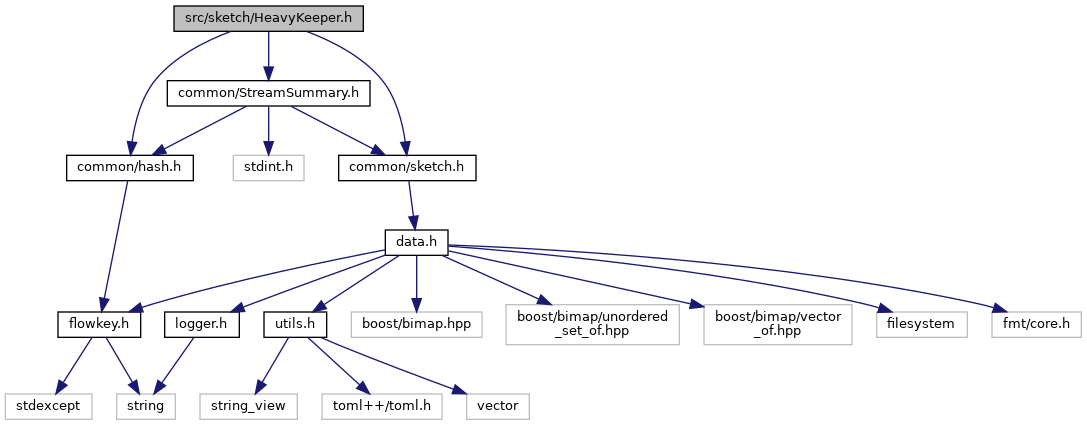 src/sketch/HeavyKeeper.h
common/StreamSummary.h
common/hash.h
stdint.h
common/sketch.h
data.h
flowkey.h
logger.h
utils.h
boost/bimap.hpp
boost/bimap/unordered
_set_of.hpp
boost/bimap/vector
_of.hpp
filesystem
fmt/core.h
stdexcept
string
string_view
toml++/toml.h
vector